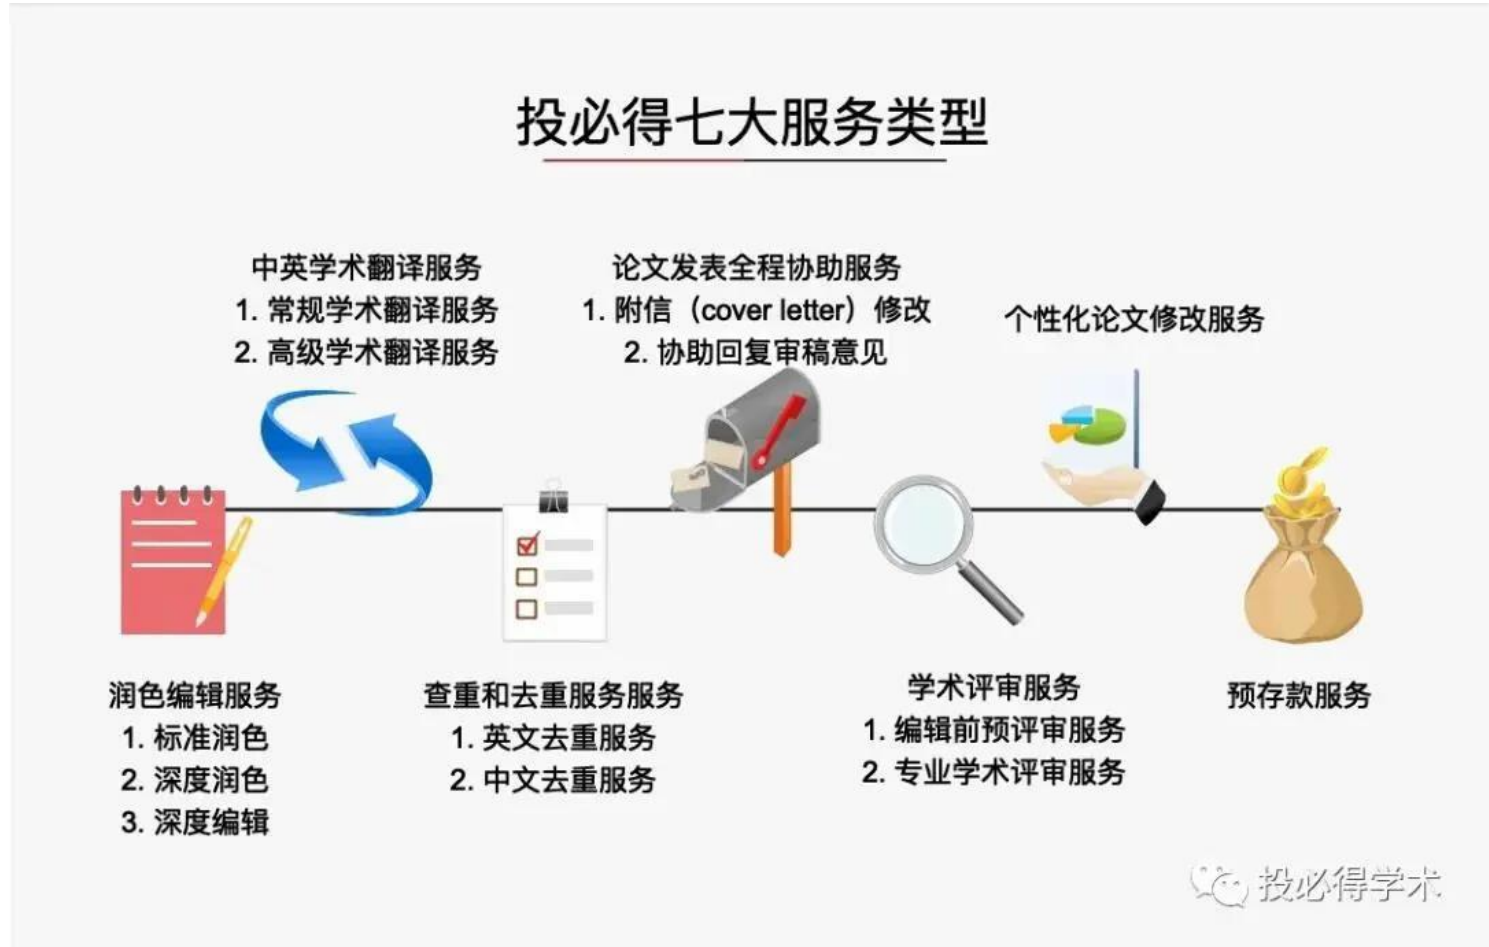 投必得七大服务类型
中英学术翻译服务
1. 常规学术翻译服务
2. 高级学术翻译服务
论文发表全程协助服务
1. 附信（cover letter）修改
2. 协助回复审稿意见
个性化论文修改服务
润色编辑服务
1. 标准润色
2. 深度润色
3. 深度编辑
查重和去重服务服务
1. 英文去重服务
2. 中文去重服务
学术评审服务
1. 编辑前预评审服务
2. 专业学术评审服务
预存款服务
投必得学术